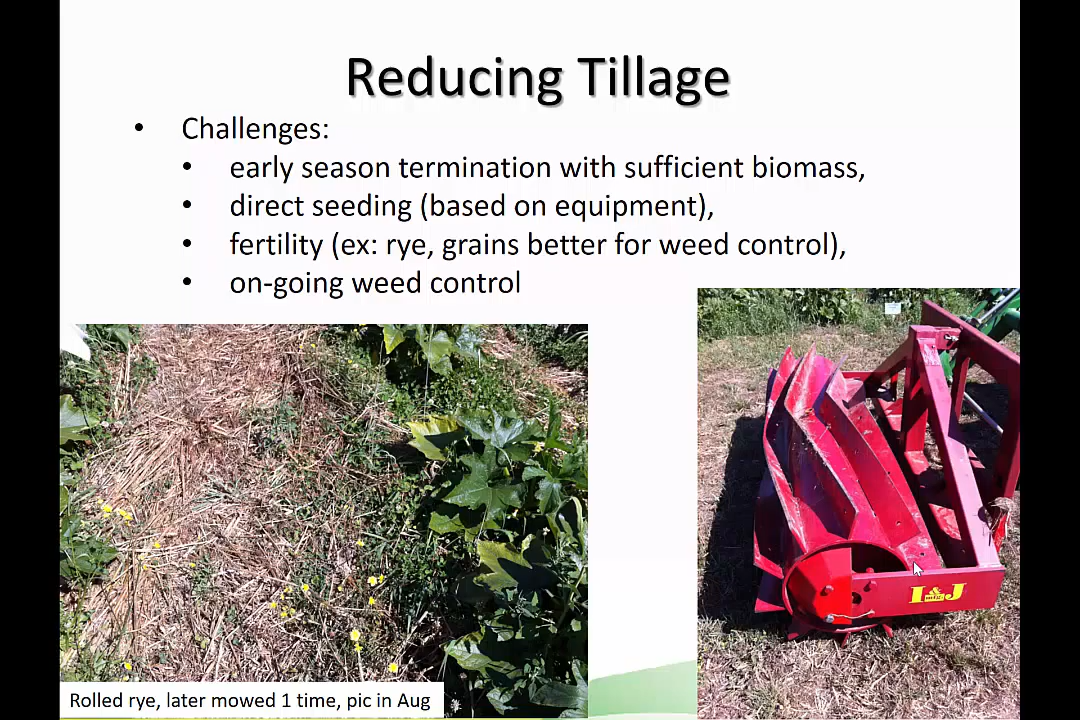 Reducing Tillage
• Challenges:
• early season termination with sufficient biomass,
• direct seeding (based on equipment),
• fertility (ex: rye, grains better for weed control),
• on-going weed control
I&J
Rolled rye, later mowed 1 time, pic in Aug